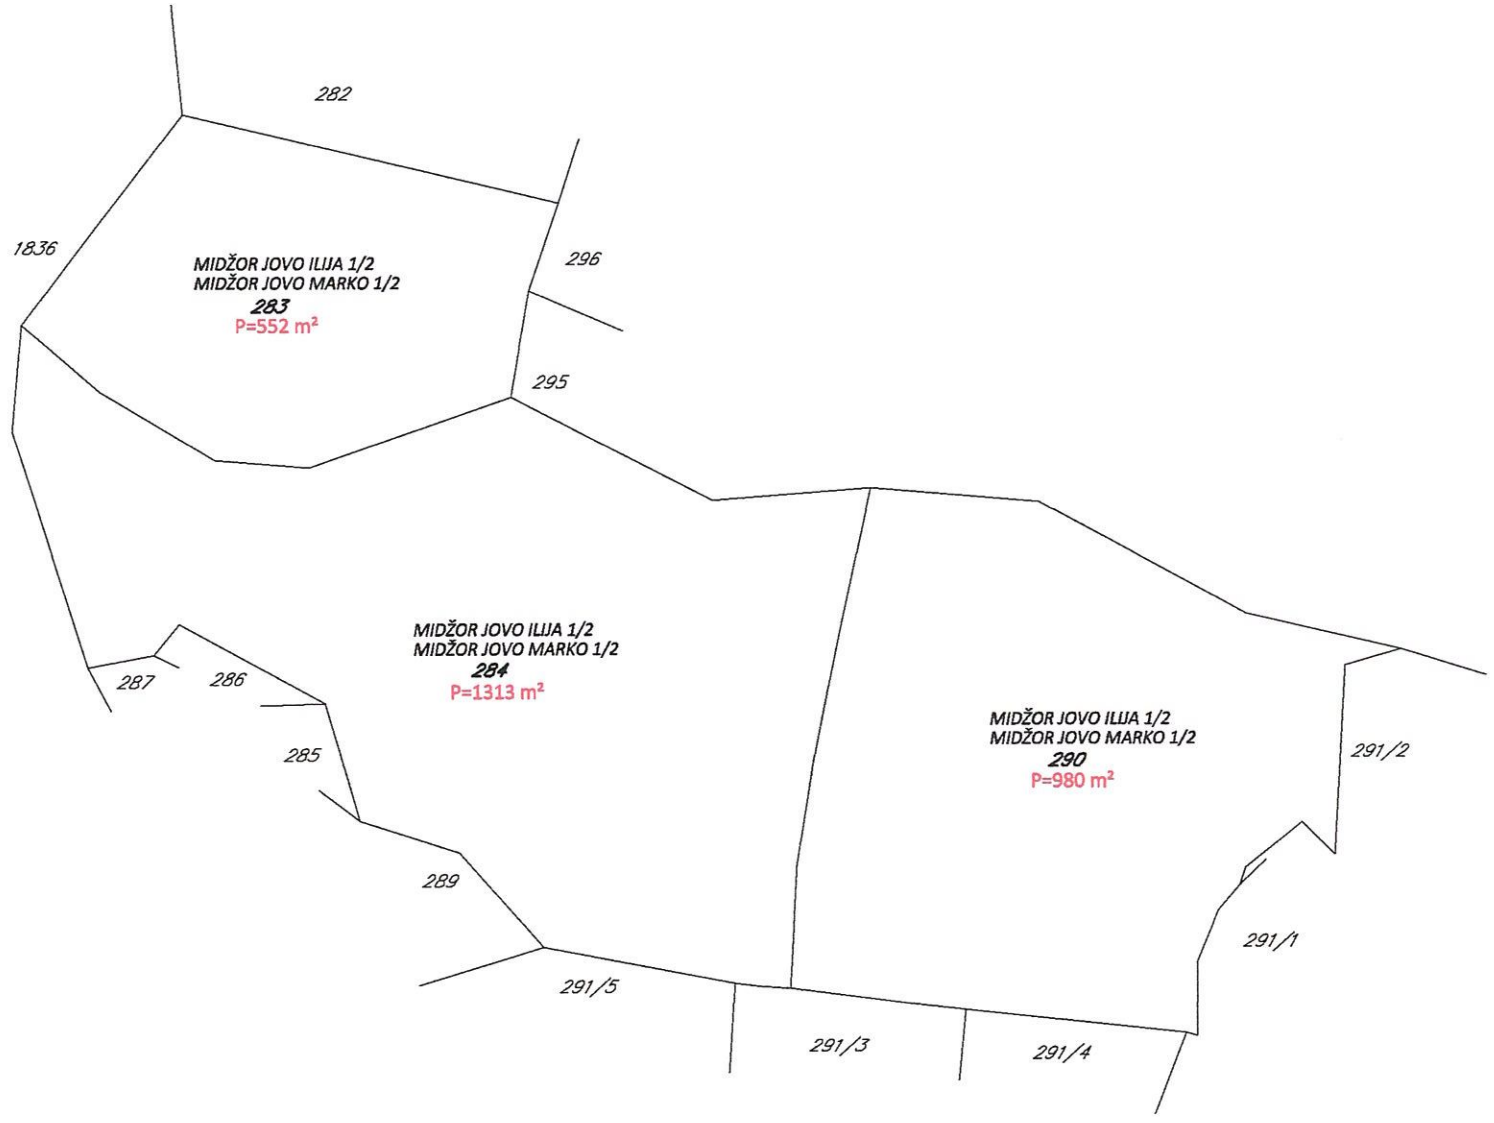 282
1836
MIDŽOR JOVO ILIJA 1/2
MIDŽOR JOVO MARKO 1/2
283
P=552 m²
296
295
MIDŽOR JOVO ILIJA 1/2
MIDŽOR JOVO MARKO 1/2
284
P=1313 m²
287
286
285
MIDŽOR JOVO ILIJA 1/2
MIDŽOR JOVO MARKO 1/2
290
P=980 m²
291/2
289
291/1
291/5
291/3
291/4